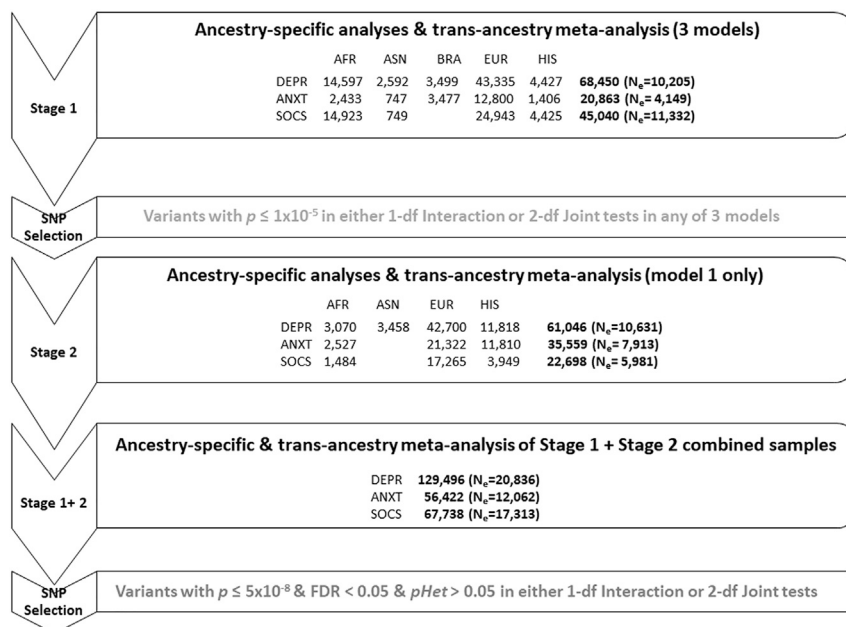 Ancestry-specific analyses & trans-ancestry meta-analysis (3 models)
AFR ASN BRA EUR HIS
DEPR 14,597 2,592 3,499 43,335 4,427 68,450 (Ne=10,205)
ANXT 2,433 747 3,477 12,800 1,406 20,863 (Ne= 4,149)
SOCS 14,923 749 24,943 4,425 45,040 (Ne=11,332)
Stage 1
SNP
Selection
Variants with p ≤ 1x10⁻⁵ in either 1-df Interaction or 2-df Joint tests in any of 3 models
Ancestry-specific analyses & trans-ancestry meta-analysis (model 1 only)
AFR ASN EUR HIS
DEPR 3,070 3,458 42,700 11,818 61,046 (Ne=10,631)
ANXT 2,527 21,322 11,810 35,559 (Ne= 7,913)
SOCS 1,484 17,265 3,949 22,698 (Ne= 5,981)
Stage 2
Ancestry-specific & trans-ancestry meta-analysis of Stage 1 + Stage 2 combined samples
DEPR 129,496 (Ne=20,836)
ANXT 56,422 (Ne=12,062)
SOCS 67,738 (Ne=17,313)
Stage 1+ 2
SNP
Selection
Variants with p ≤ 5x10⁻⁸ & FDR < 0.05 & pHet > 0.05 in either 1-df Interaction or 2-df Joint tests